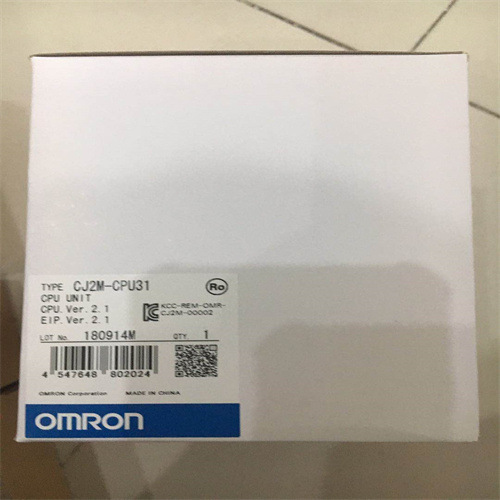 TYPE CJ2M-CPU31
Ro
CPU UNIT
CPU. Ver. 2. 1
EIP. Ver. 2. 1
KCC-REM-OMR-
CJ2M-00002
LOT No. 180914M QTY. 1
4 547648 802024
OMRON Corporation MADE IN CHINA
OMRON